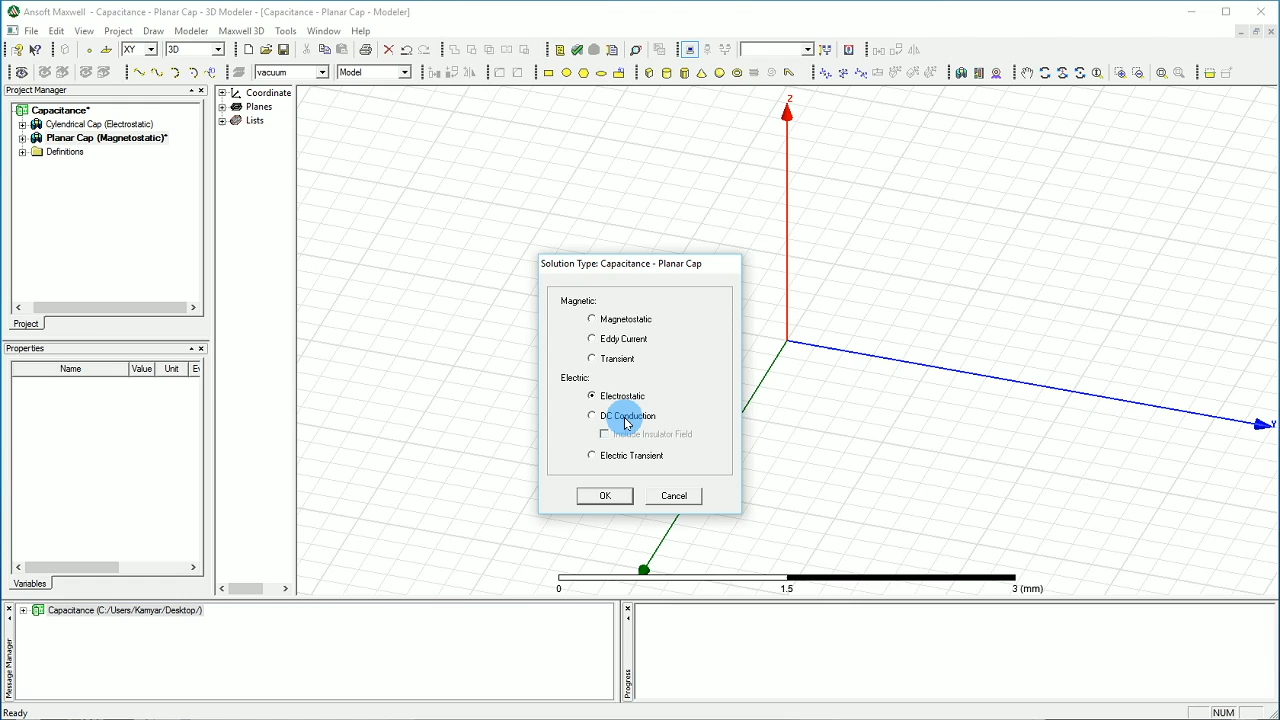 Ansoft Maxwell - Capacitance - Planar Cap - 3D Modeler - [Capacitance - Planar Cap - Modeler]
File Edit View Project Draw Modeler Maxwell 3D Tools Window Help
XY 3D
vacuum Model
Project Manager
Capacitance*
Cylendrical Cap (Electrostatic)
Planar Cap (Magnetostatic)*
Definitions
Project
Coordinate
Planes
Lists
Properties
Name Value Unit Ev
Variables
Z
Y
0 1.5 3 (mm)
Solution Type: Capacitance - Planar Cap
Magnetic:
Magnetostatic
Eddy Current
Transient
Electric:
Electrostatic
DC Conduction
Include Insulator Field
Electric Transient
OK Cancel
Message Manager
Capacitance (C:/Users/Kamyar/Desktop/)
Progress
Ready NUM